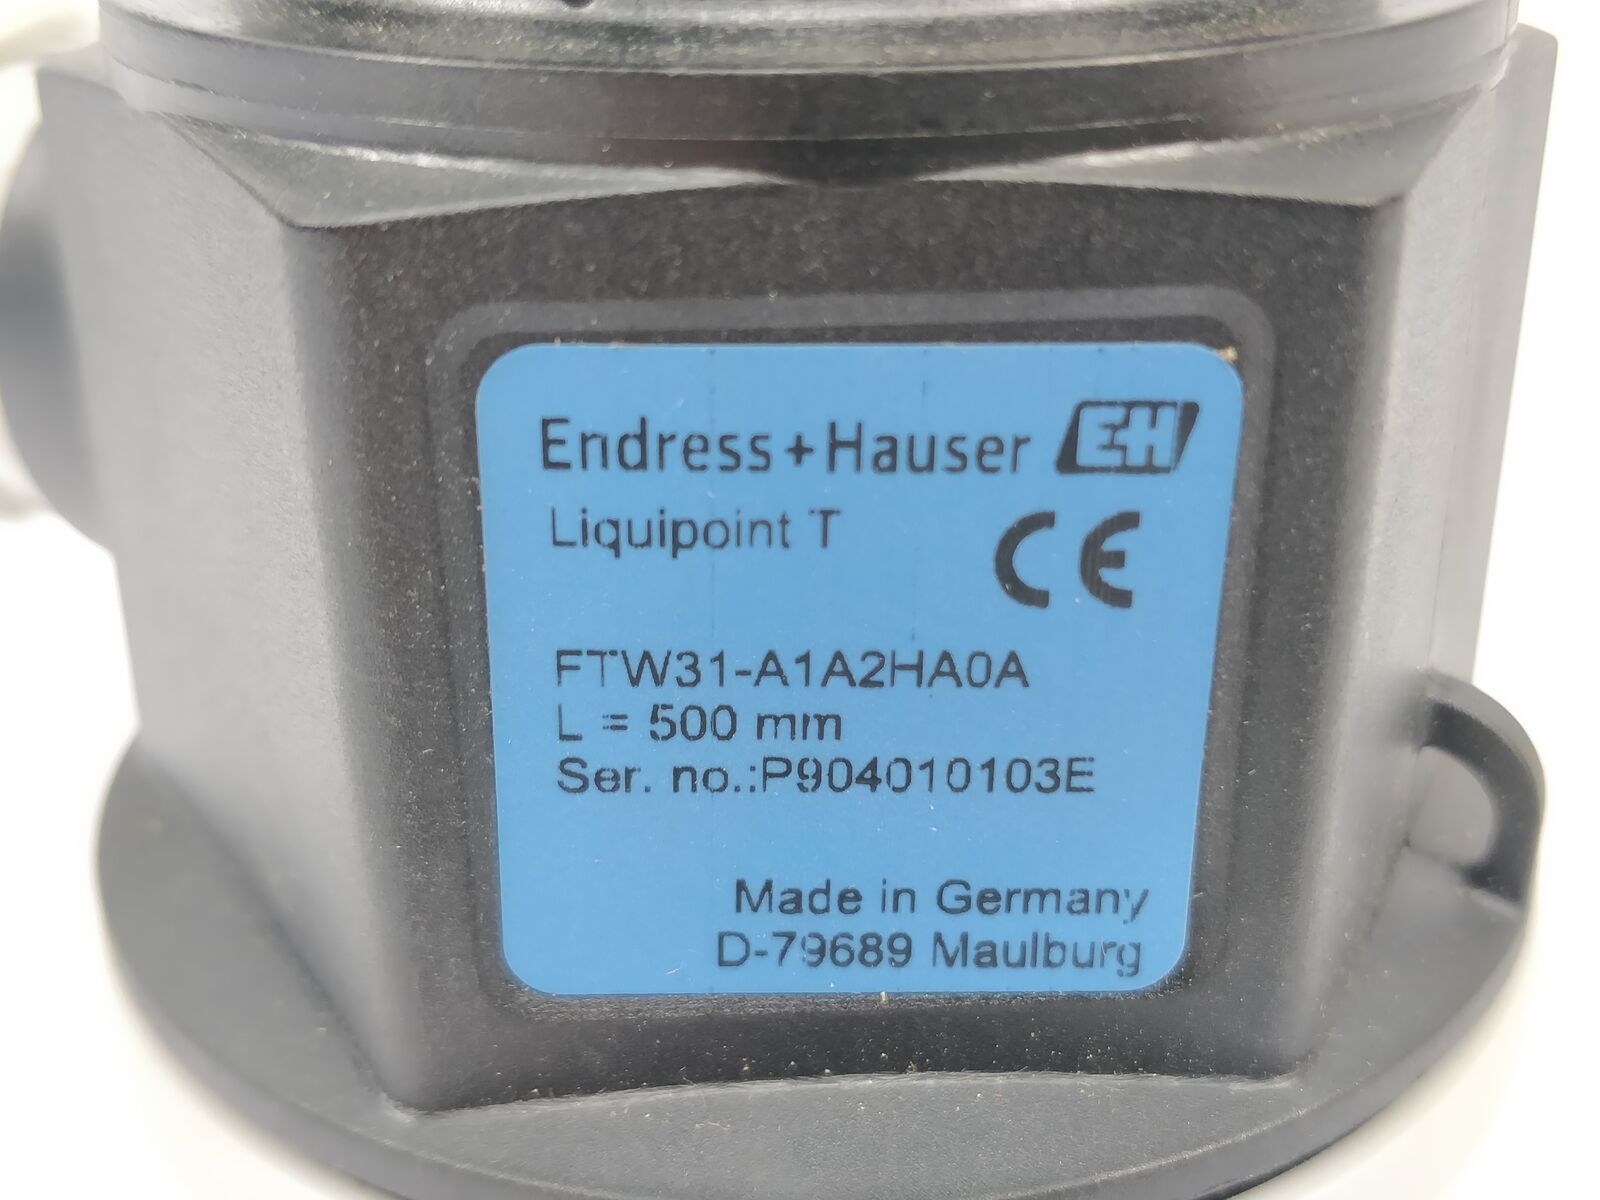 Endress+Hauser EH
Liquipoint T
CE
FTW31-A1A2HA0A
L = 500 mm
Ser. no.:P904010103E
Made in Germany
D-79689 Maulburg